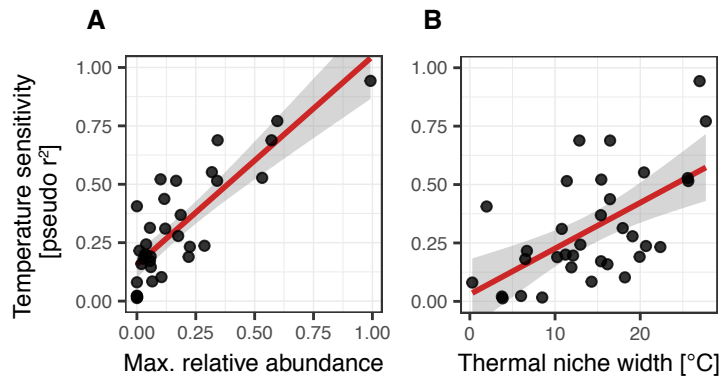 A
B
Temperature sensitivity
[pseudo r²]
1.00
0.75
0.50
0.25
0.00
0.00 0.25 0.50 0.75 1.00
Max. relative abundance
1.00
0.75
0.50
0.25
0.00
0 10 20
Thermal niche width [°C]